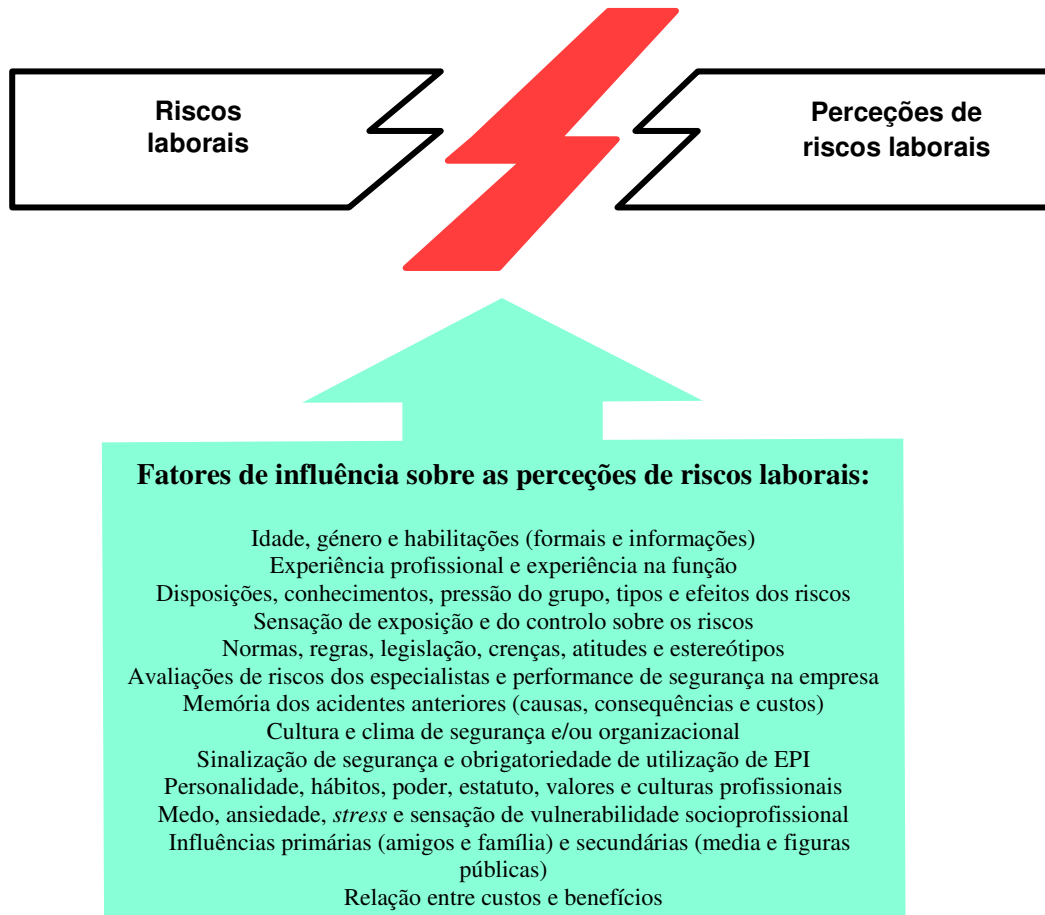 Riscos
laborais
Perceções de
riscos laborais
Fatores de influência sobre as perceções de riscos laborais:
Idade, género e habilitações (formais e informações)
Experiência profissional e experiência na função
Disposições, conhecimentos, pressão do grupo, tipos e efeitos dos riscos
Sensação de exposição e do controlo sobre os riscos
Normas, regras, legislação, crenças, atitudes e estereótipos
Avaliações de riscos dos especialistas e performance de segurança na empresa
Memória dos acidentes anteriores (causas, consequências e custos)
Cultura e clima de segurança e/ou organizacional
Sinalização de segurança e obrigatoriedade de utilização de EPI
Personalidade, hábitos, poder, estatuto, valores e culturas profissionais
Medo, ansiedade, stress e sensação de vulnerabilidade socioprofissional
Influências primárias (amigos e família) e secundárias (media e figuras
públicas)
Relação entre custos e benefícios